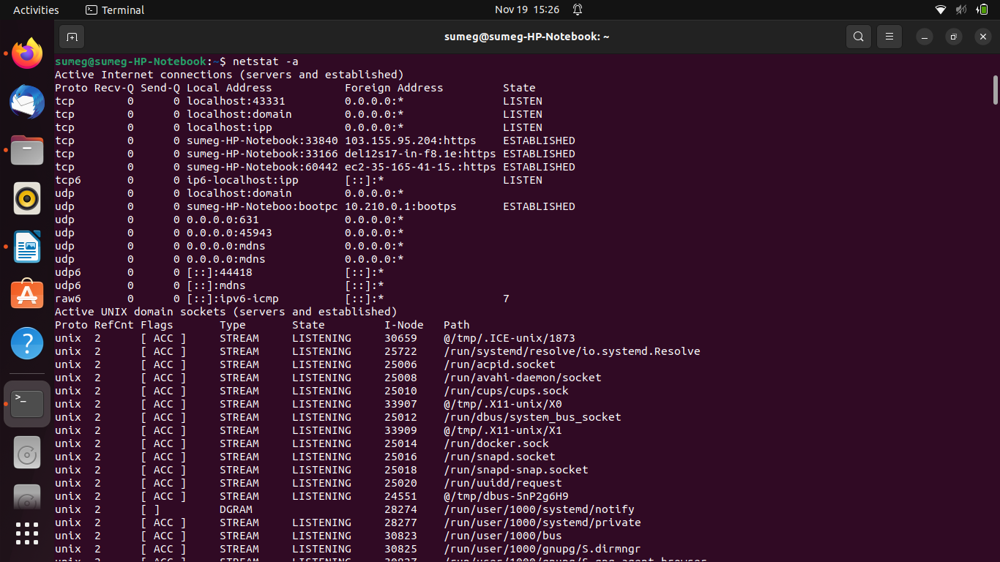 Activities Terminal Nov 19 15:26
sumeg@sumeg-HP-Notebook: ~
sumeg@sumeg-HP-Notebook:~$ netstat -a
Active Internet connections (servers and established)
Proto Recv-Q Send-Q Local Address           Foreign Address         State
tcp        0      0 localhost:43331         0.0.0.0:*               LISTEN
tcp        0      0 localhost:domain        0.0.0.0:*               LISTEN
tcp        0      0 localhost:ipp           0.0.0.0:*               LISTEN
tcp        0      0 sumeg-HP-Notebook:33840 103.155.95.204:https    ESTABLISHED
tcp        0      0 sumeg-HP-Notebook:33166 del12s17-in-f8.1e:https ESTABLISHED
tcp        0      0 sumeg-HP-Notebook:60442 ec2-35-165-41-15.:https ESTABLISHED
tcp6       0      0 ip6-localhost:ipp       [::]:*                  LISTEN
udp        0      0 localhost:domain        0.0.0.0:*
udp        0      0 sumeg-HP-Noteboo:bootpc 10.210.0.1:bootps       ESTABLISHED
udp        0      0 0.0.0.0:631             0.0.0.0:*
udp        0      0 0.0.0.0:45943           0.0.0.0:*
udp        0      0 0.0.0.0:mdns            0.0.0.0:*
udp        0      0 0.0.0.0:mdns            0.0.0.0:*
udp6       0      0 [::]:44418              [::]:*
udp6       0      0 [::]:mdns               [::]:*
raw6       0      0 [::]:ipv6-icmp          [::]:*                  7
Active UNIX domain sockets (servers and established)
Proto RefCnt Flags       Type       State         I-Node   Path
unix  2      [ ACC ]     STREAM     LISTENING     30659    @/tmp/.ICE-unix/1873
unix  2      [ ACC ]     STREAM     LISTENING     25722    /run/systemd/resolve/io.systemd.Resolve
unix  2      [ ACC ]     STREAM     LISTENING     25006    /run/acpid.socket
unix  2      [ ACC ]     STREAM     LISTENING     25008    /run/avahi-daemon/socket
unix  2      [ ACC ]     STREAM     LISTENING     25010    /run/cups/cups.sock
unix  2      [ ACC ]     STREAM     LISTENING     33907    @/tmp/.X11-unix/X0
unix  2      [ ACC ]     STREAM     LISTENING     25012    /run/dbus/system_bus_socket
unix  2      [ ACC ]     STREAM     LISTENING     33909    @/tmp/.X11-unix/X1
unix  2      [ ACC ]     STREAM     LISTENING     25014    /run/docker.sock
unix  2      [ ACC ]     STREAM     LISTENING     25016    /run/snapd.socket
unix  2      [ ACC ]     STREAM     LISTENING     25018    /run/snapd-snap.socket
unix  2      [ ACC ]     STREAM     LISTENING     25020    /run/uuidd/request
unix  2      [ ACC ]     STREAM     LISTENING     24551    @/tmp/dbus-5nP2g6H9
unix  2      [ ]         DGRAM                    28274    /run/user/1000/systemd/notify
unix  2      [ ACC ]     STREAM     LISTENING     28277    /run/user/1000/systemd/private
unix  2      [ ACC ]     STREAM     LISTENING     30823    /run/user/1000/bus
unix  2      [ ACC ]     STREAM     LISTENING     30825    /run/user/1000/gnupg/S.dirmngr
unix  2      [ ACC ]     STREAM     LISTENING     30827    /run/user/1000/gnupg/S.gpg-agent.browser